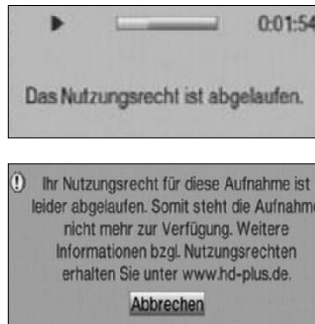 0:01:54
Das Nutzungsrecht ist abgelaufen.
Ihr Nutzungsrecht für diese Aufnahme ist
leider abgelaufen. Somit steht die Aufnahme
nicht mehr zur Verfügung. Weitere
Informationen bzgl. Nutzungsrechten
erhalten Sie unter www.hd-plus.de.
Abbrechen